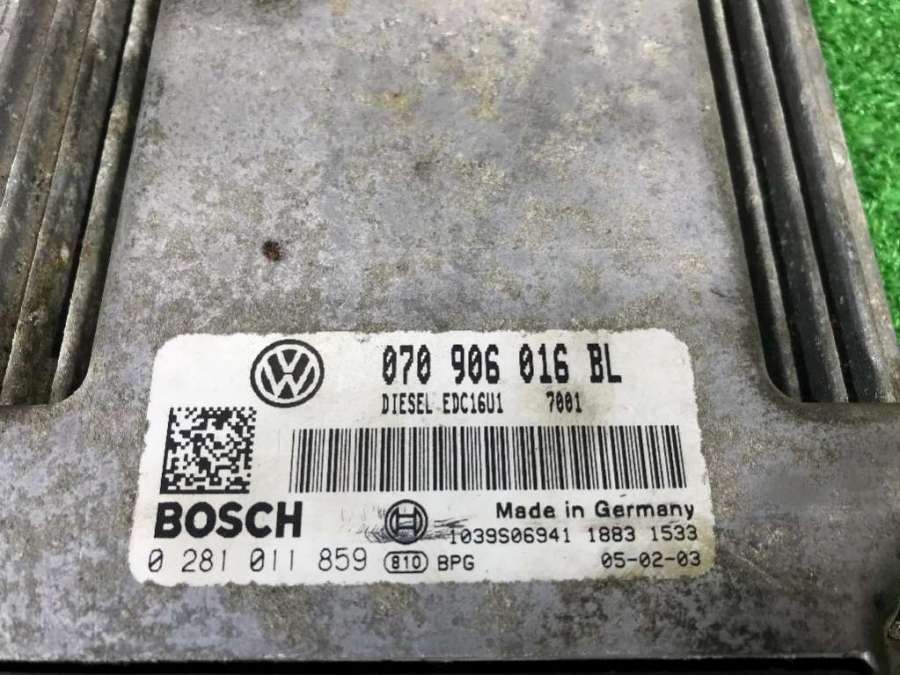 070 906 016 BL
DIESEL EDC16U1 7001
BOSCH
Made in Germany
1039S06941 1883 1533
0 281 011 859 810 BPG 05-02-03